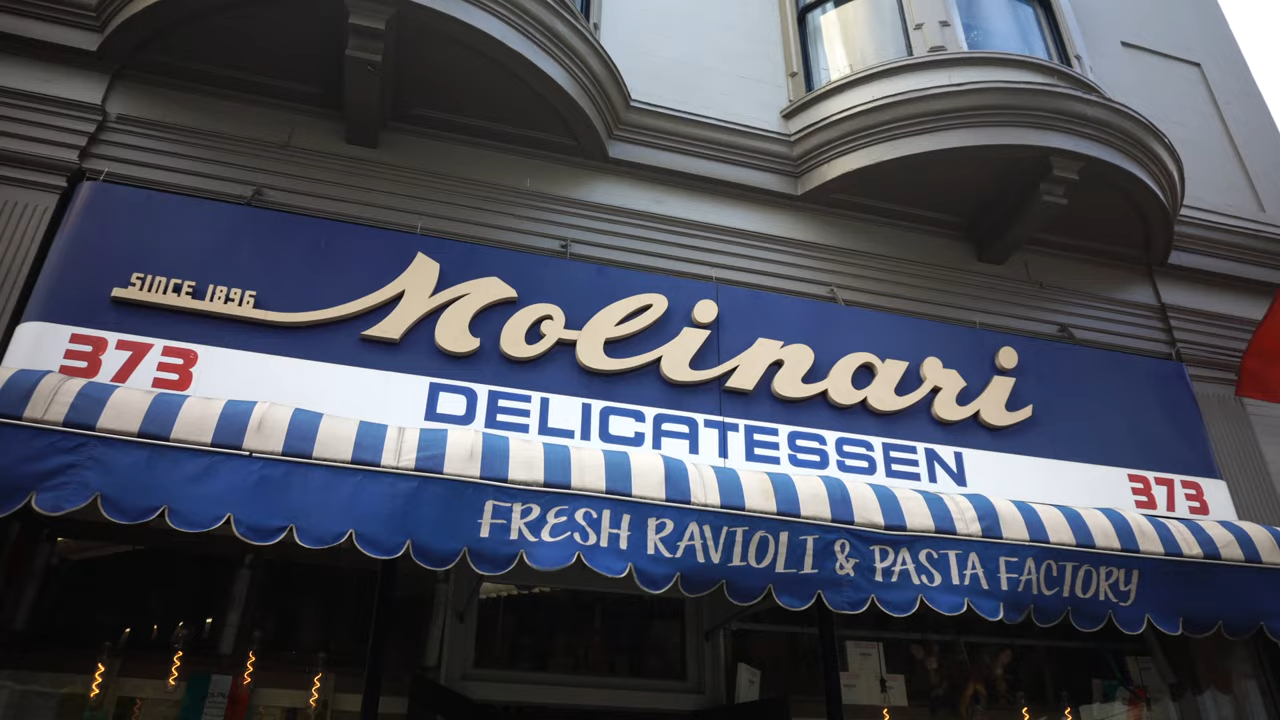 SINCE 1896
Molinari
373
DELICATESSEN
373
FRESH RAVIOLI & PASTA FACTORY